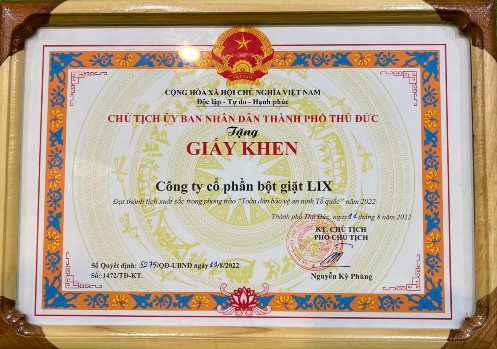 CỘNG HÒA XÃ HỘI CHỦ NGHĨA VIỆT NAM
Độc lập - Tự do - Hạnh phúc
CHỦ TỊCH ỦY BAN NHÂN DÂN THÀNH PHỐ THỦ ĐỨC
Tặng
GIẤY KHEN
Công ty cổ phần bột giặt LIX
Đạt thành tích xuất sắc trong phong trào "Toàn dân bảo vệ an ninh Tổ quốc" năm 2022
Thành phố Thủ Đức, ngày tháng 8 năm 2022
KT. CHỦ TỊCH
PHÓ CHỦ TỊCH
Số Quyết định: /QĐ-UBND ngày /8/2022
Số: 1472/TĐ-KT.
Nguyễn Kỳ Phùng